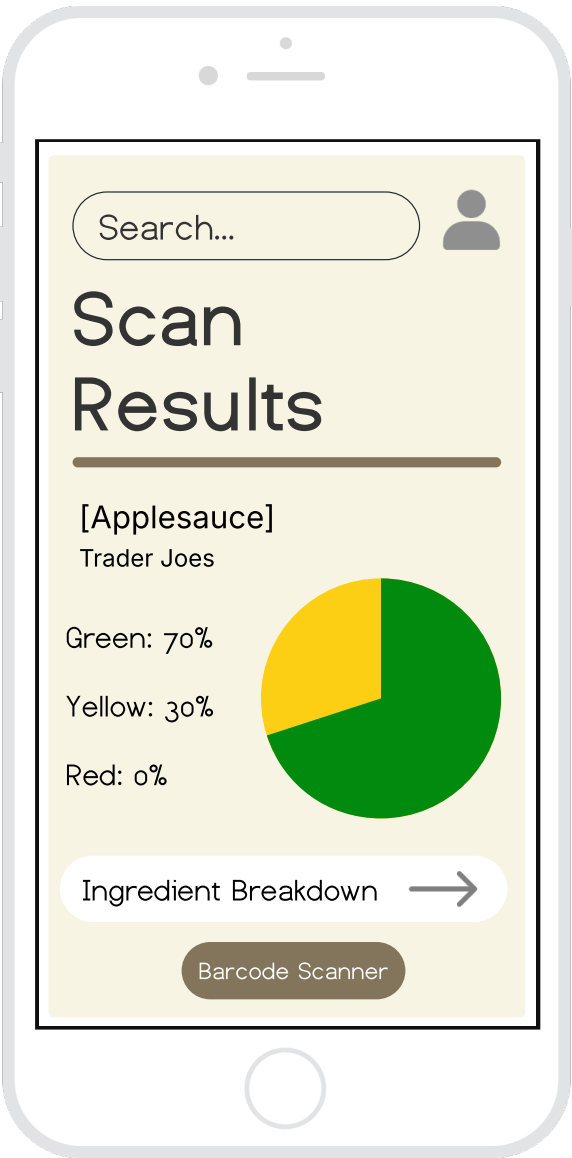 Search...
Scan
Results
[Applesauce]
Trader Joes
Green: 70%
Yellow: 30%
Red: 0%
Ingredient Breakdown
Barcode Scanner